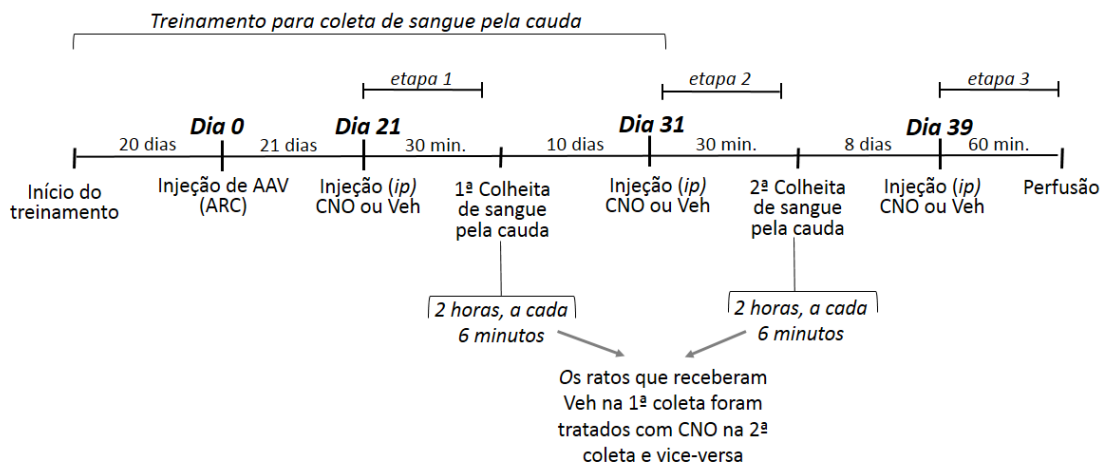 Treinamento para coleta de sangue pela cauda
etapa 1
etapa 2
etapa 3
Dia 0
Dia 21
Dia 31
Dia 39
20 dias
21 dias
30 min.
10 dias
30 min.
8 dias
60 min.
Início do
treinamento
Injeção de AAV
(ARC)
Injeção (ip)
CNO ou Veh
1ª Colheita
de sangue
pela cauda
Injeção (ip)
CNO ou Veh
2ª Colheita
de sangue
pela cauda
Injeção (ip)
CNO ou Veh
Perfusão
2 horas, a cada
6 minutos
2 horas, a cada
6 minutos
Os ratos que receberam
Veh na 1ª coleta foram
tratados com CNO na 2ª
coleta e vice-versa